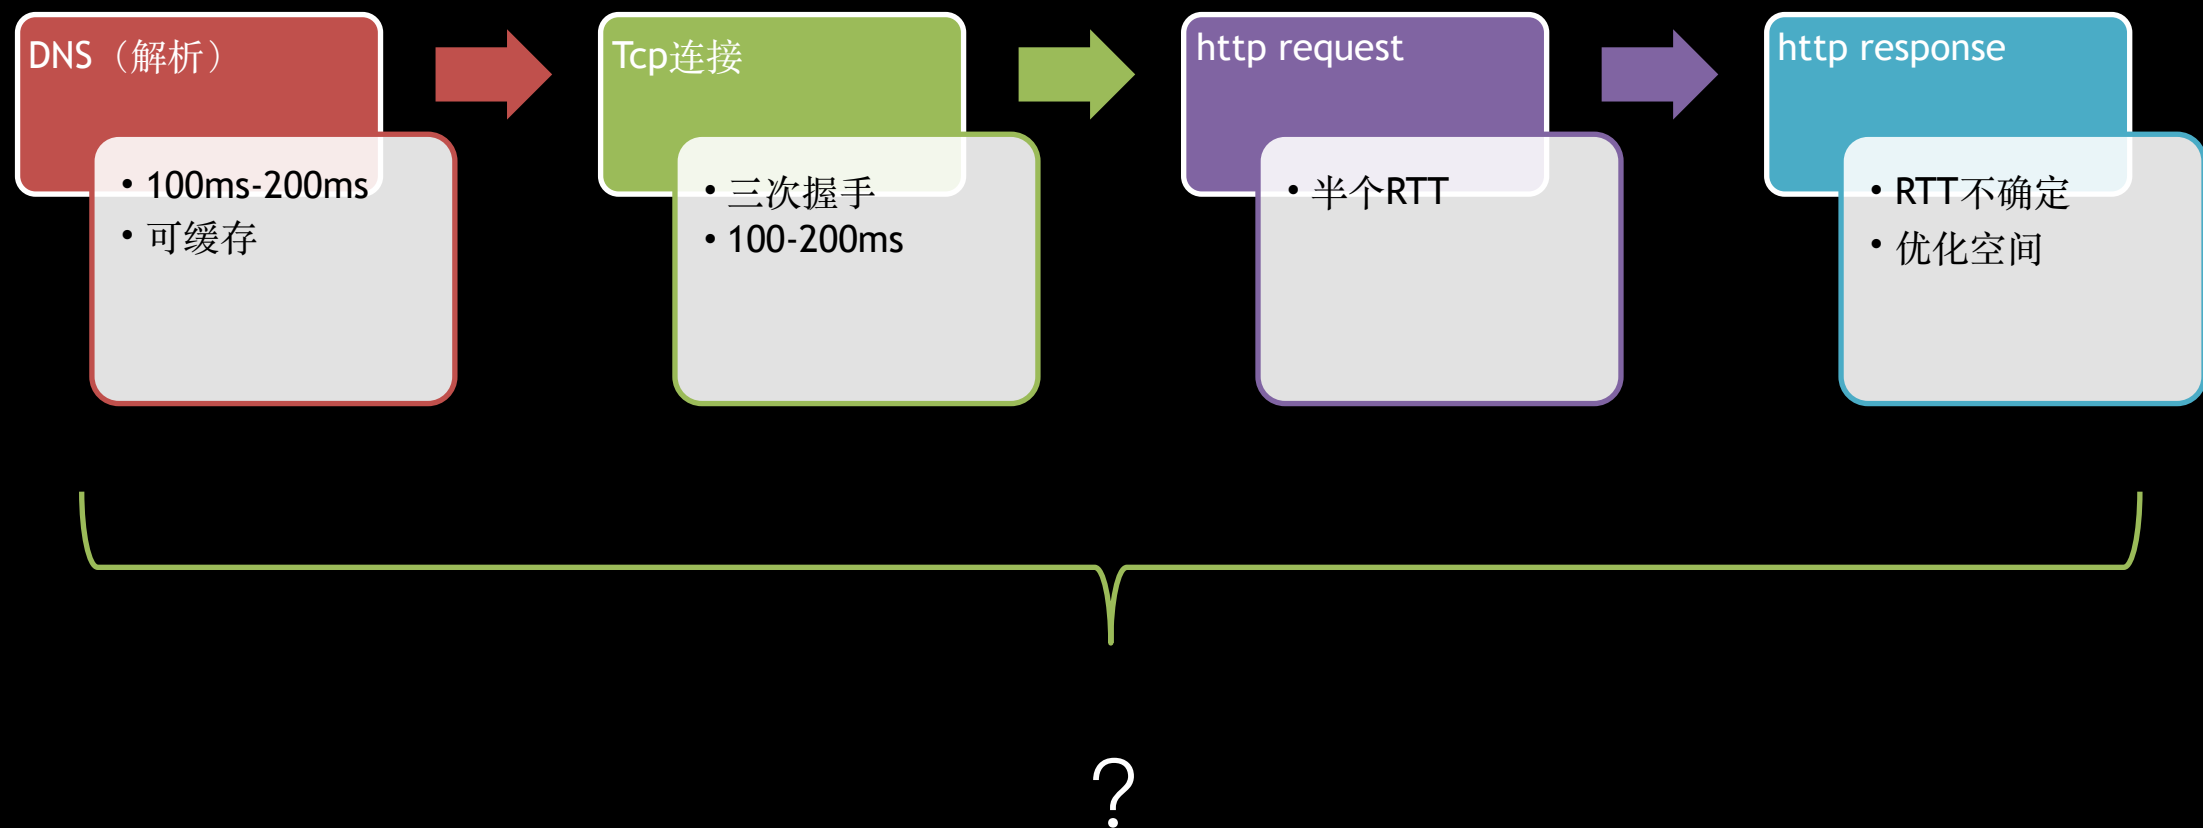 DNS（解析）
• 100ms-200ms
• 可缓存
Tcp连接
• 三次握手
• 100-200ms
http request
• 半个RTT
http response
• RTT不确定
• 优化空间
?